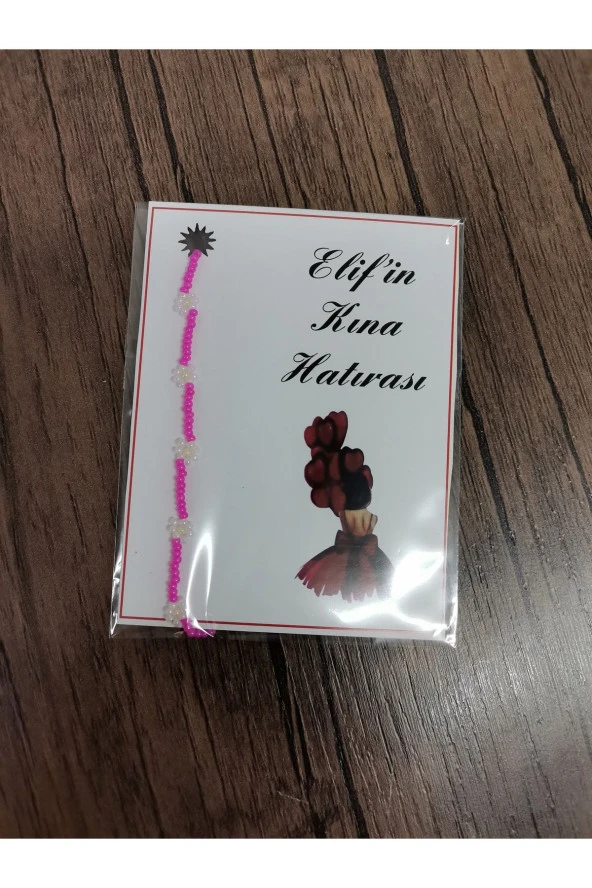 Elif'in
Kına
Hatırası